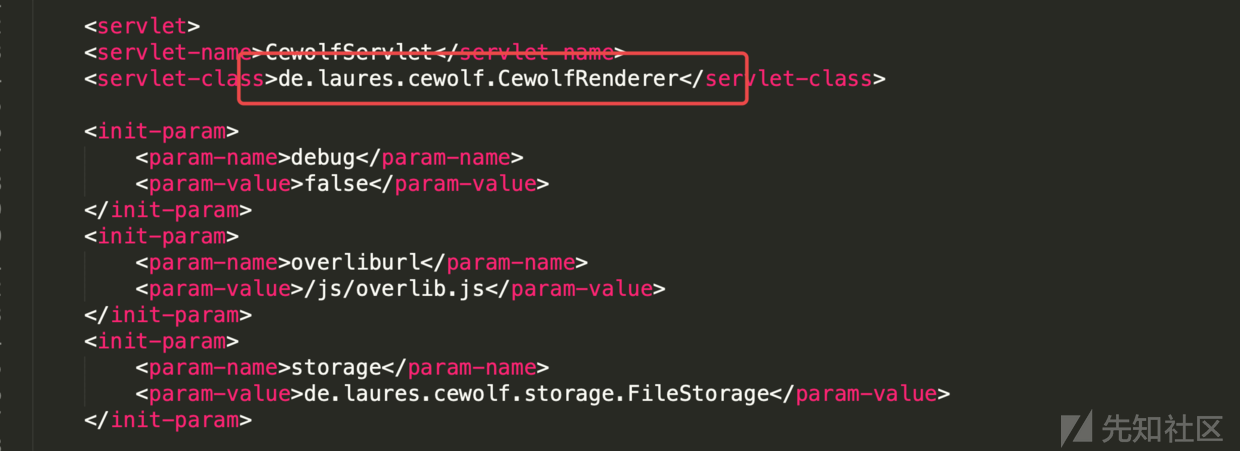 <servlet>
<servlet-name>CewolfServlet</servlet-name>
<servlet-class>de.laures.cewolf.CewolfRenderer</servlet-class>
<init-param>
<param-name>debug</param-name>
<param-value>false</param-value>
</init-param>
<init-param>
<param-name>overliburl</param-name>
<param-value>/js/overlib.js</param-value>
</init-param>
<init-param>
<param-name>storage</param-name>
<param-value>de.laures.cewolf.storage.FileStorage</param-value>
</init-param>
先知社区